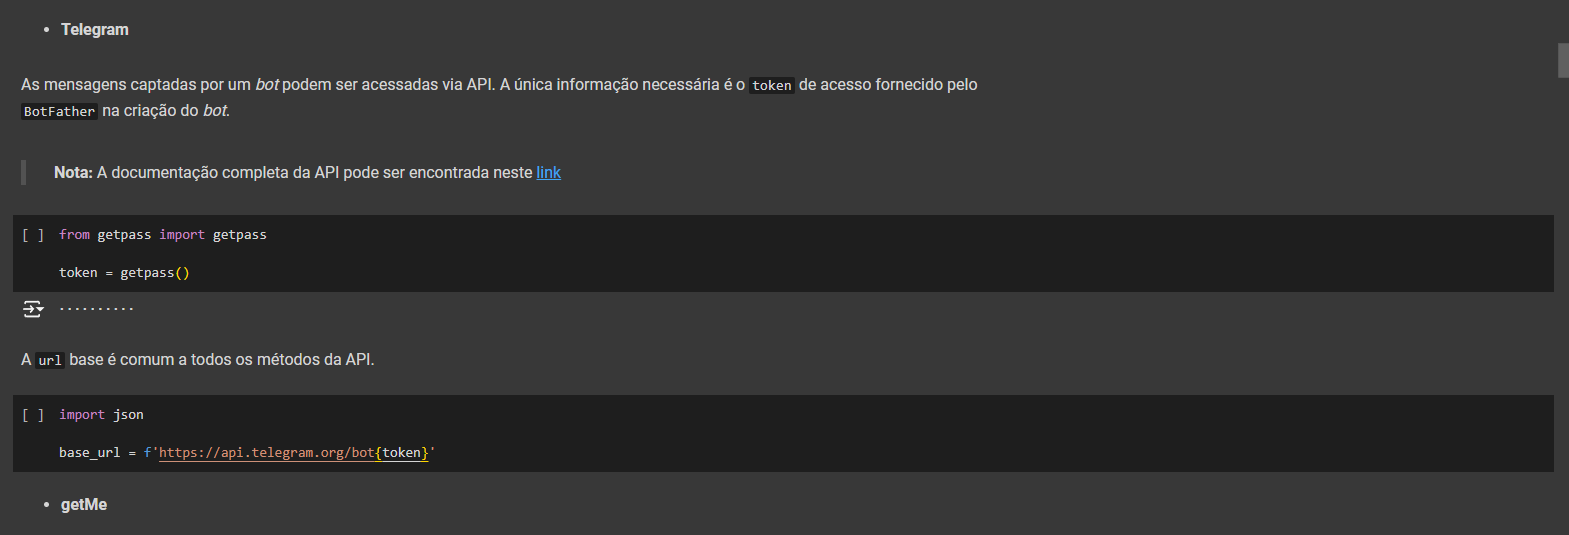 • Telegram
As mensagens captadas por um bot podem ser acessadas via API. A única informação necessária é o token de acesso fornecido pelo
BotFather na criação do bot.
Nota: A documentação completa da API pode ser encontrada neste link
[ ] from getpass import getpass
token = getpass()
··········
A url base é comum a todos os métodos da API.
[ ] import json
base_url = f'https://api.telegram.org/bot{token}'
• getMe